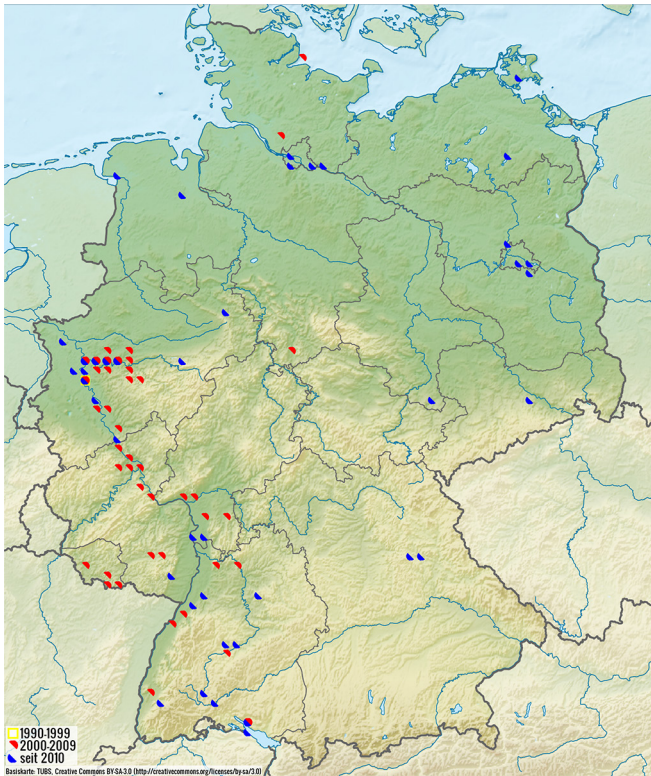 1990-1999
2000-2009
seit 2010
Basiskarte: TUBS, Creative Commons BY-SA-3.0 (http://creativecommons.org/licenses/by-sa/3.0)